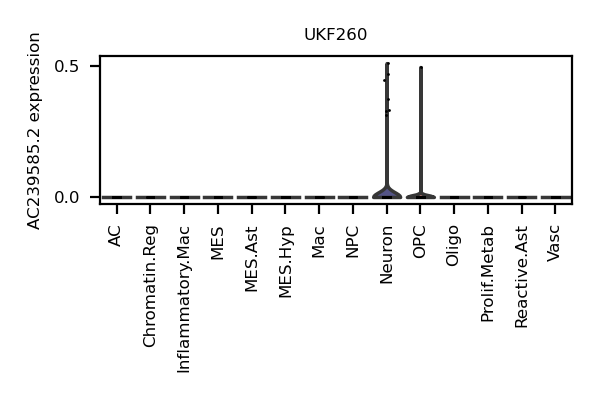 UKF260
AC239585.2 expression
0.5
0.0
AC
Chromatin.Reg
Inflammatory.Mac
MES
MES.Ast
MES.Hyp
Mac
NPC
Neuron
OPC
Oligo
Prolif.Metab
Reactive.Ast
Vasc